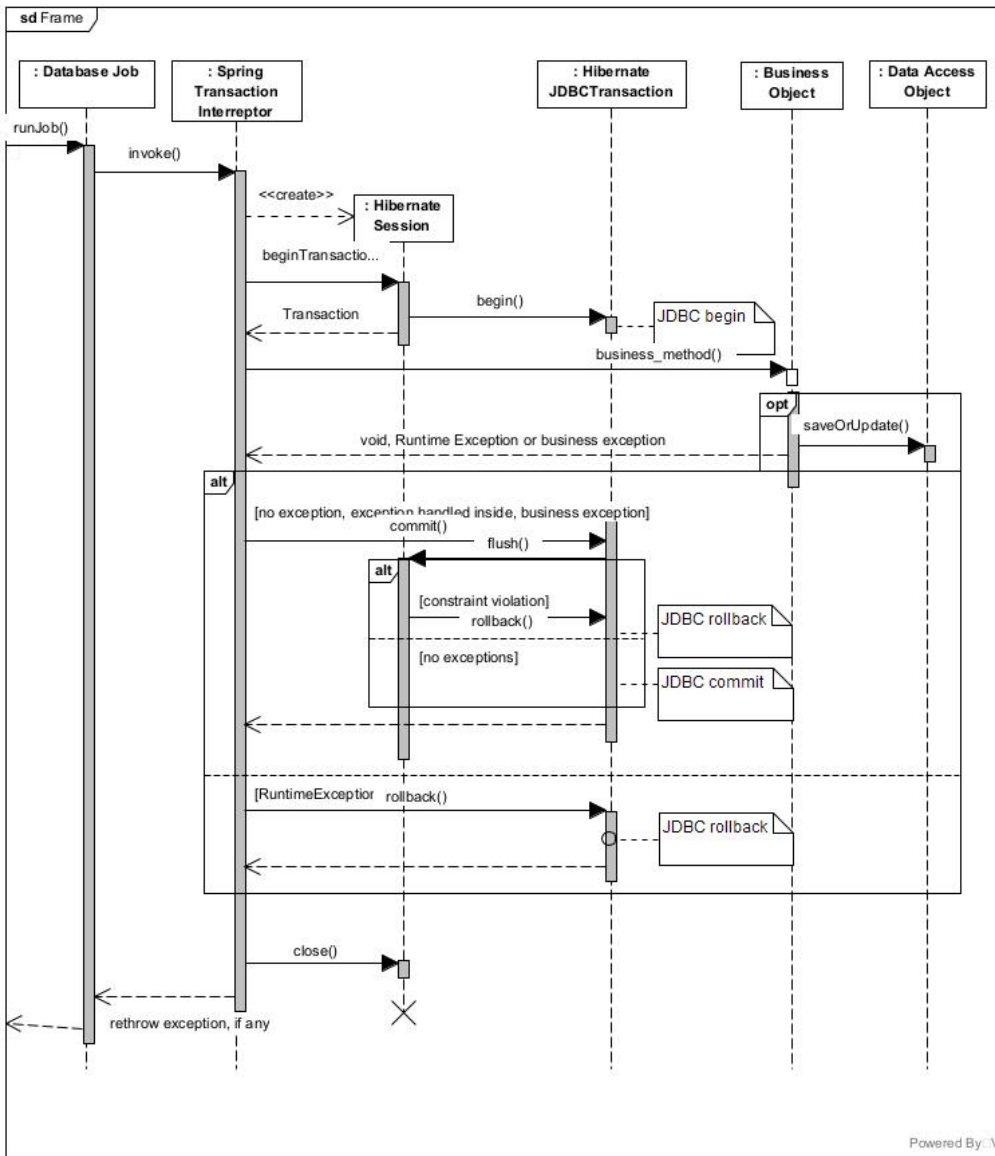 sd Frame
: Database Job
: Spring
Transaction
Interreptor
: Hibernate
JDBCTransaction
: Business
Object
: Data Access
Object
runJob()
invoke()
<<create>>
: Hibernate
Session
beginTransactio...
begin()
JDBC begin
Transaction
business_method()
opt
saveOrUpdate()
void, Runtime Exception or business exception
alt
[no exception, exception handled inside, business exception]
commit()
flush()
alt
[constraint violation]
rollback()
JDBC rollback
[no exceptions]
JDBC commit
[RuntimeException
rollback()
JDBC rollback
close()
rethrow exception, if any
Powered By